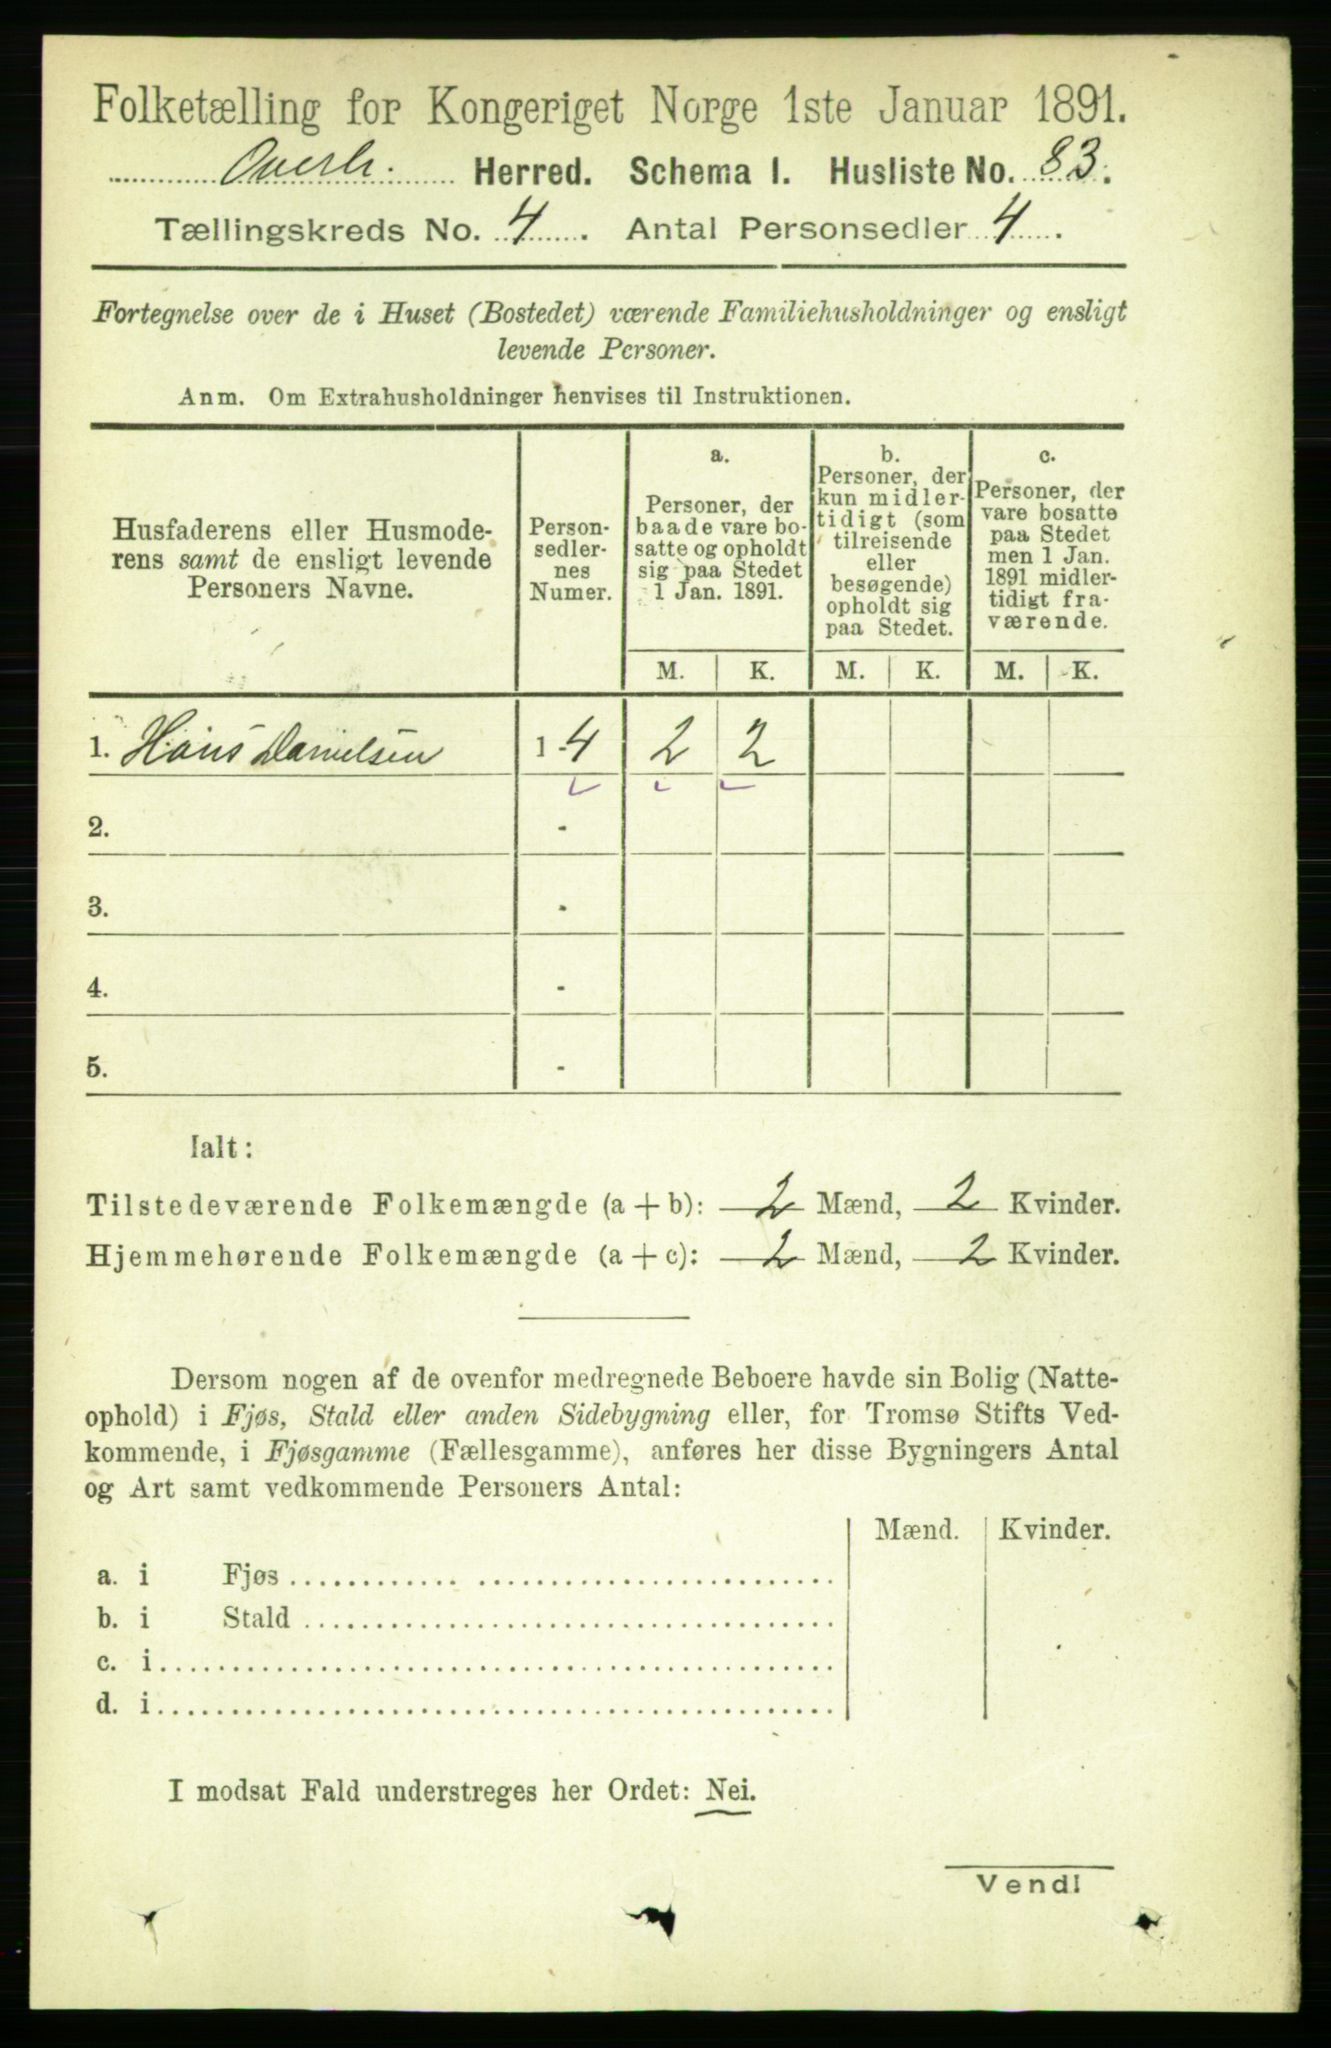 Folketælling for Kongeriget Norge 1ste Januar 1891.
Overh. Herred. Schema I. Husliste No. 83.
Tællingskreds No. 4. Antal Personsedler 4.
Fortegnelse over de i Huset (Bostedet) værende Familiehusholdninger og ensligt
levende Personer.
Anm. Om Extrahusholdninger henvises til Instruktionen.
Husfaderens eller Husmode-
rens samt de ensligt levende
Personers Navne.
Person-
sedler-
nes
Numer.
a.
Personer, der
baade vare bo-
satte og opholdt
sig paa Stedet
1 Jan. 1891.
b.
Personer, der
kun midler-
tidigt (som
tilreisende
eller
besøgende)
opholdt sig
paa Stedet.
c.
Personer, der
vare bosatte
paa Stedet
men 1 Jan.
1891 midler-
tidigt fra-
værende.
M. K. M. K. M. K.
1. Hans Danielsen 1-4 2 2
2. -
3. -
4. -
5. -
Ialt:
Tilstedeværende Folkemængde (a + b): 2 Mænd, 2 Kvinder.
Hjemmehørende Folkemængde (a + c): 2 Mænd, 2 Kvinder.
Dersom nogen af de ovenfor medregnede Beboere havde sin Bolig (Natte-
ophold) i Fjøs, Stald eller anden Sidebygning eller, for Tromsø Stifts Ved-
kommende, i Fjøsgamme (Fællesgamme), anføres her disse Bygningers Antal
og Art samt vedkommende Personers Antal:
Mænd. Kvinder.
a. i Fjøs
b. i Stald
c. i
d. i
I modsat Fald understreges her Ordet: Nei.
Vend!